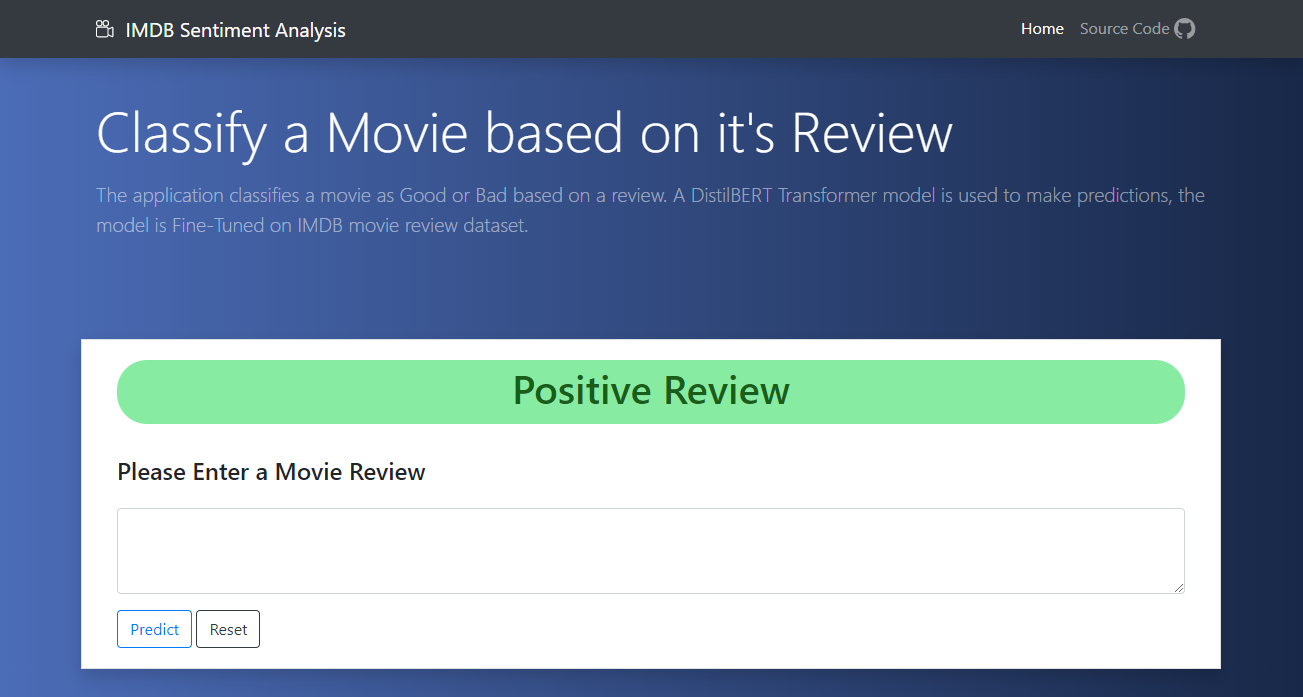 IMDB Sentiment Analysis
Home
Source Code
Classify a Movie based on it's Review
The application classifies a movie as Good or Bad based on a review. A DistilBERT Transformer model is used to make predictions, the
model is Fine-Tuned on IMDB movie review dataset.
Positive Review
Please Enter a Movie Review
Predict
Reset